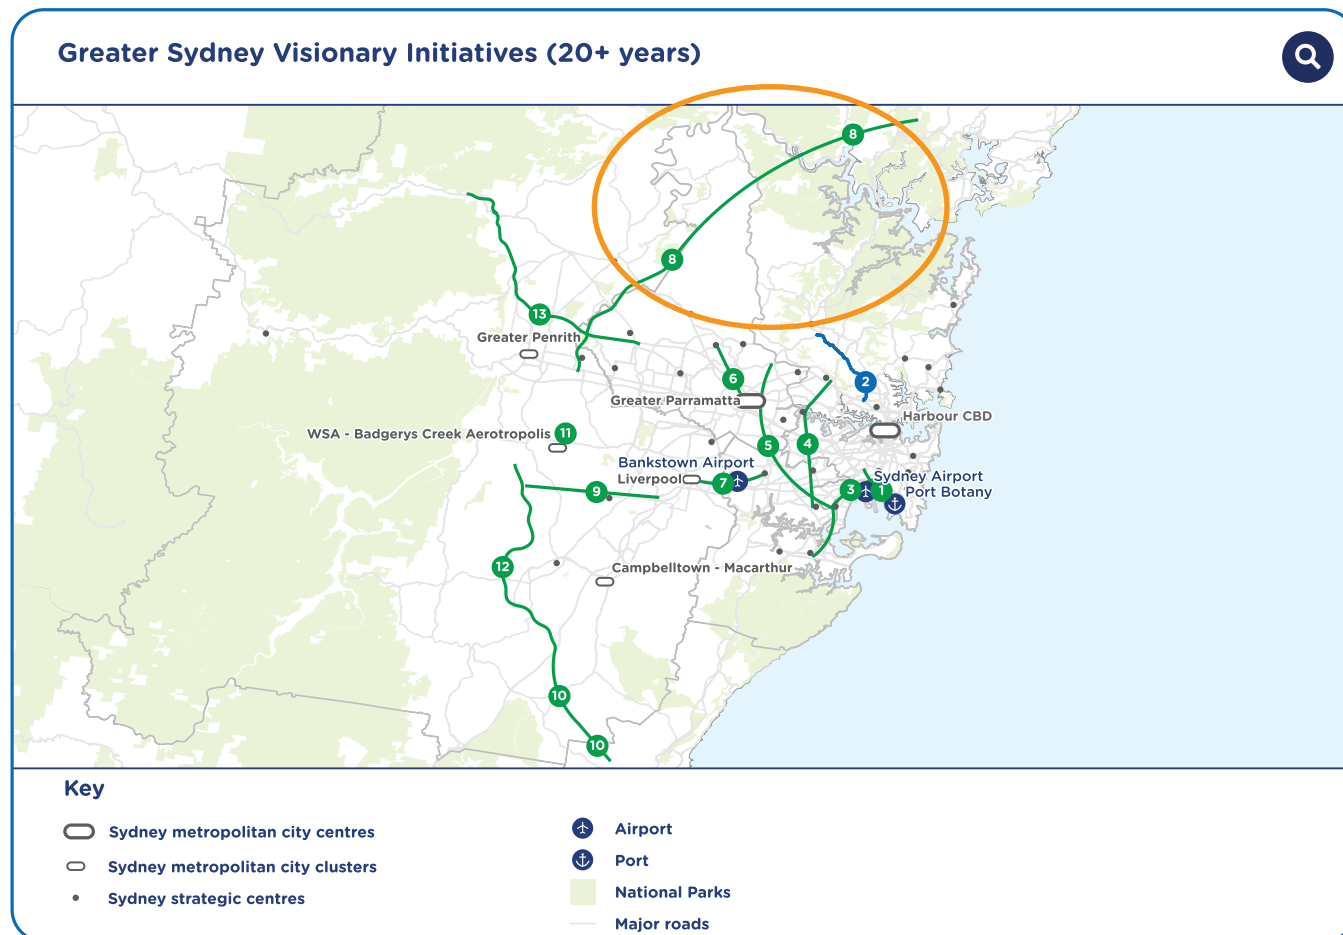 Greater Sydney Visionary Initiatives (20+ years)
8
8
13
Greater Penrith
2
6
Greater Parramatta
Harbour CBD
WSA - Badgerys Creek Aerotropolis 11
5
4
Bankstown Airport
Liverpool
7
Sydney Airport
9
3
1
Port Botany
12
Campbelltown - Macarthur
10
10
Key
Sydney metropolitan city centres
Sydney metropolitan city clusters
Sydney strategic centres
Airport
Port
National Parks
Major roads